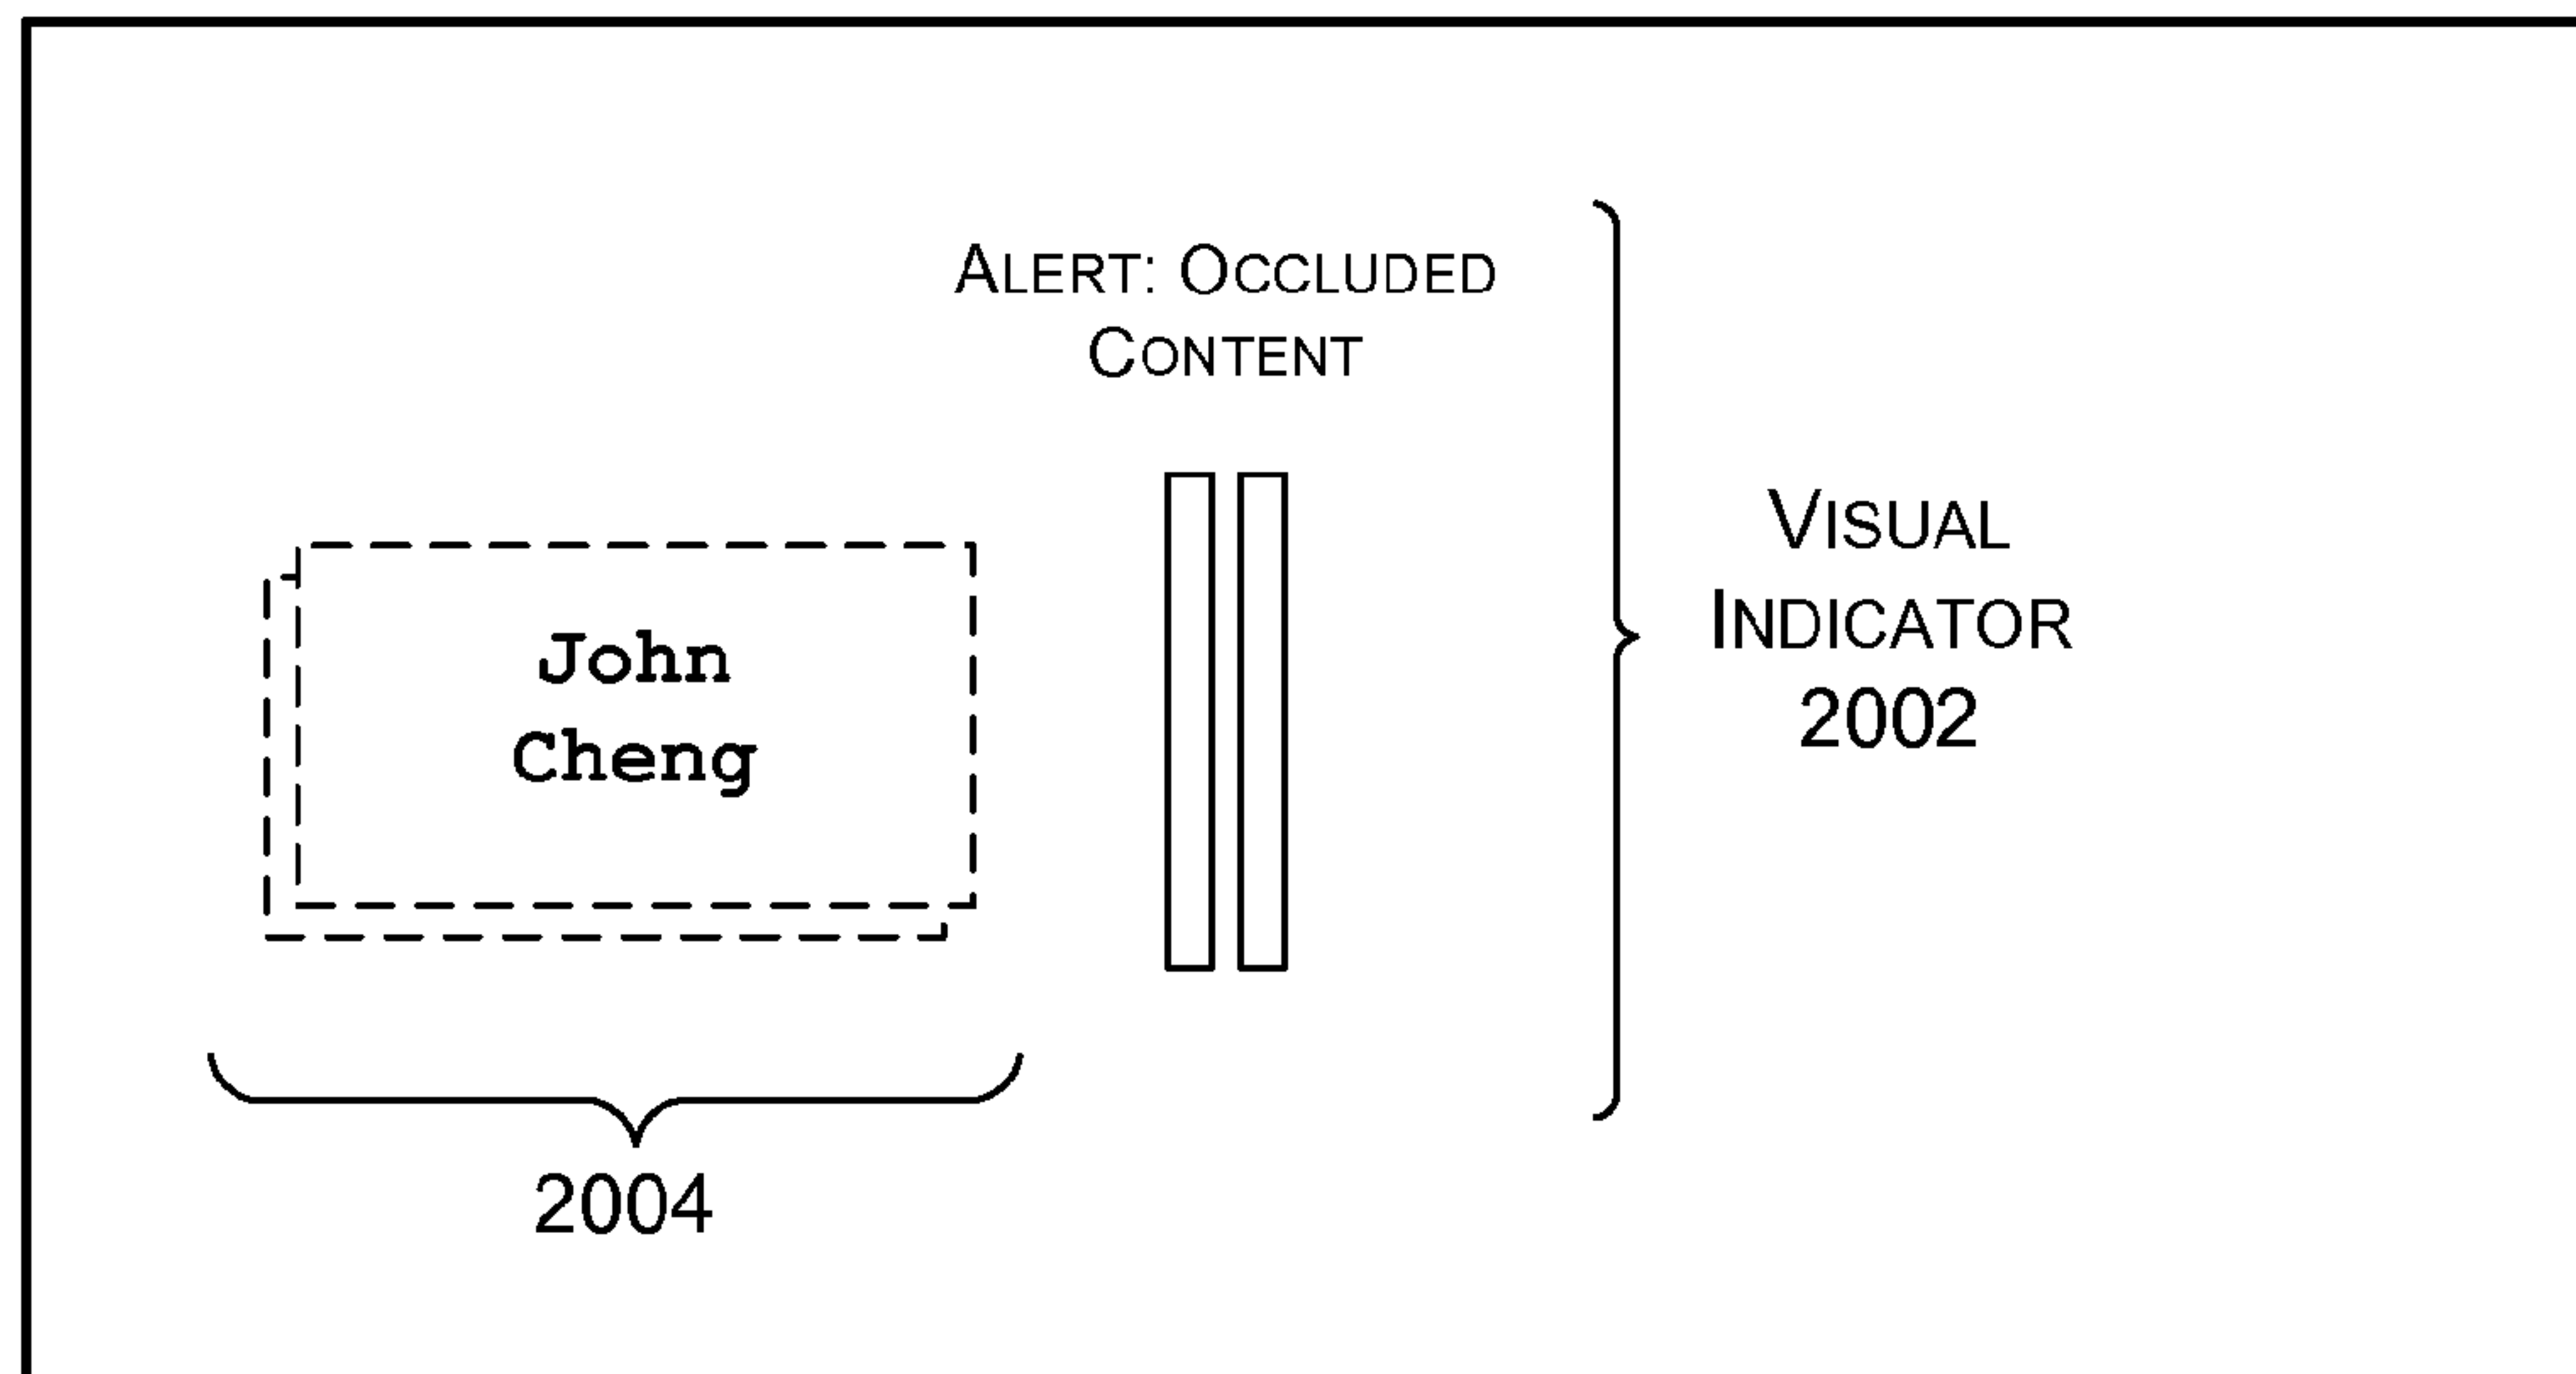 ALERT: OCCLUDED
CONTENT
John
Cheng
VISUAL
INDICATOR
2002
2004